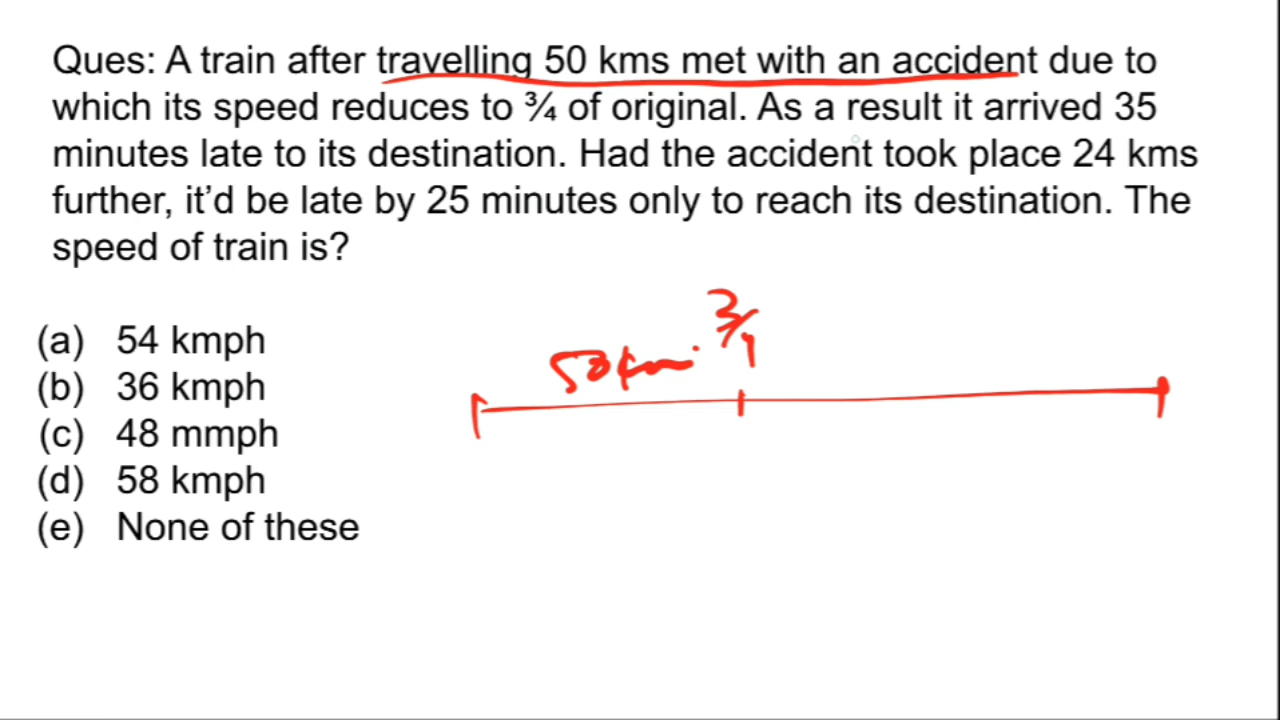 Ques: A train after travelling 50 kms met with an accident due to
which its speed reduces to ¾ of original. As a result it arrived 35
minutes late to its destination. Had the accident took place 24 kms
further, it’d be late by 25 minutes only to reach its destination. The
speed of train is?
3/4
50 km
(a) 54 kmph
(b) 36 kmph
(c) 48 mmph
(d) 58 kmph
(e) None of these